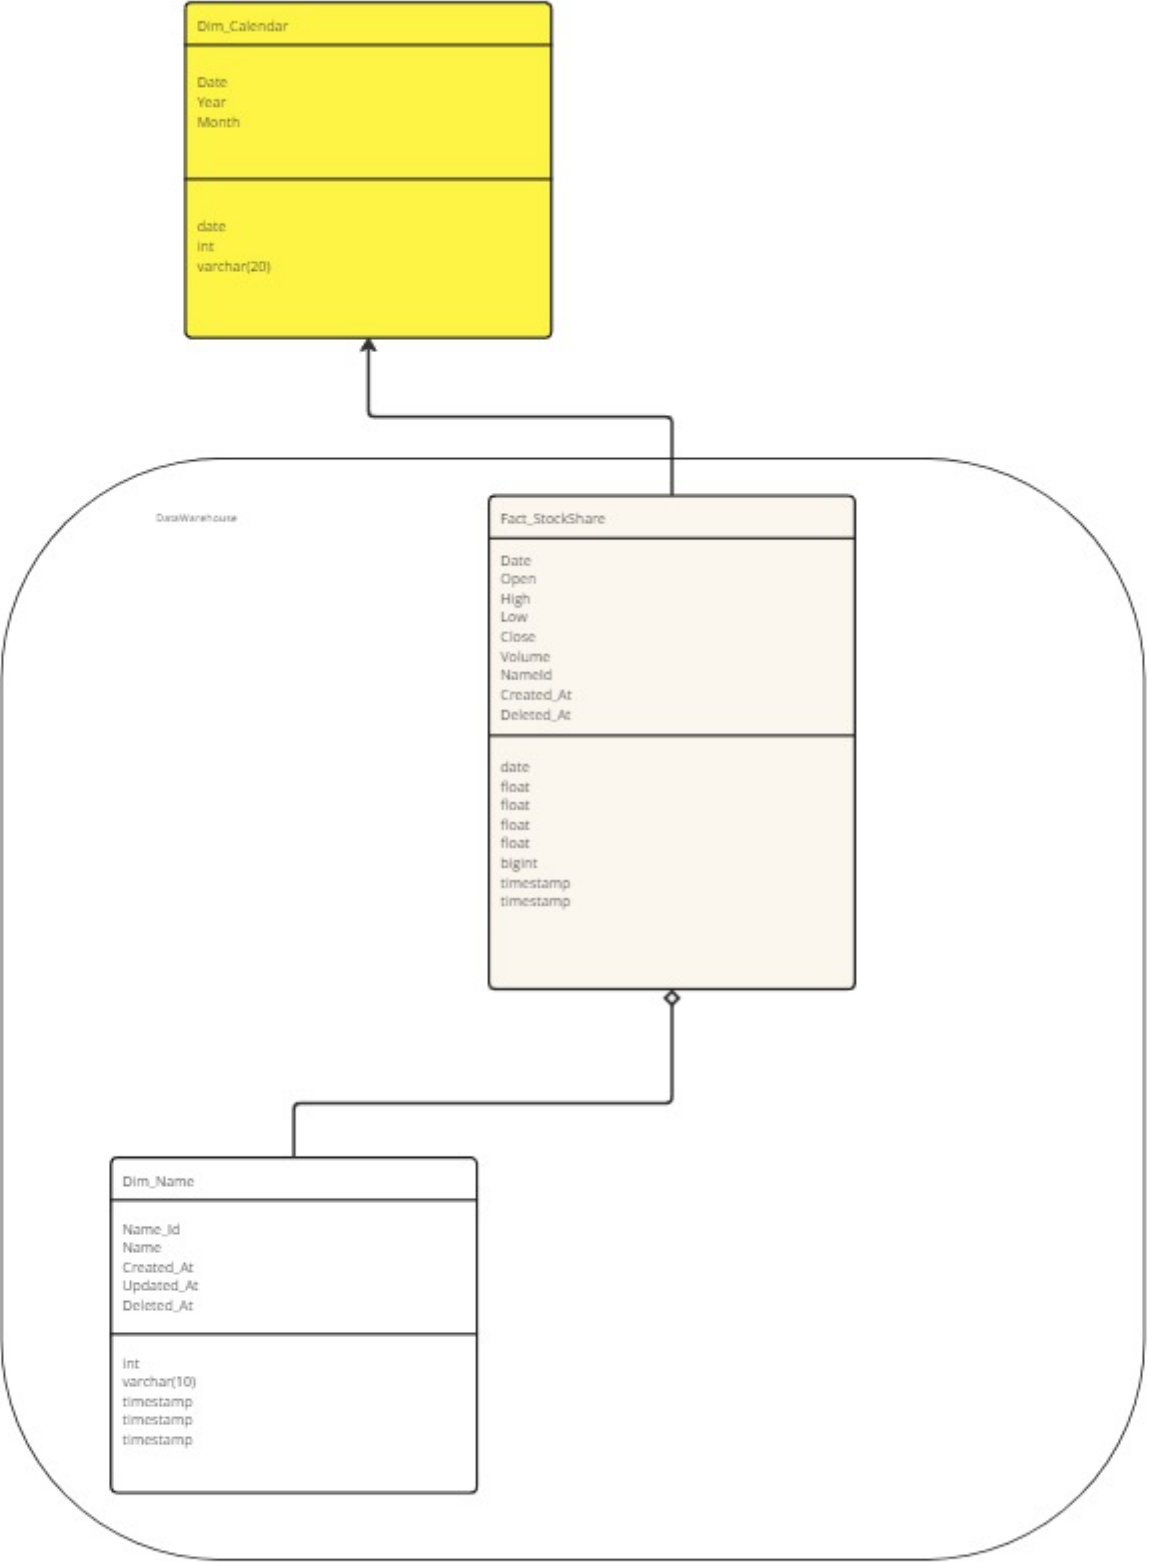 Dim_Calendar
Date
Year
Month
date
int
varchar(20)
DataWarehouse
Fact_StockShare
Date
Open
High
Low
Close
Volume
NameId
Created_At
Deleted_At
date
float
float
float
float
bigint
timestamp
timestamp
Dim_Name
Name_Id
Name
Created_At
Updated_At
Deleted_At
int
varchar(10)
timestamp
timestamp
timestamp